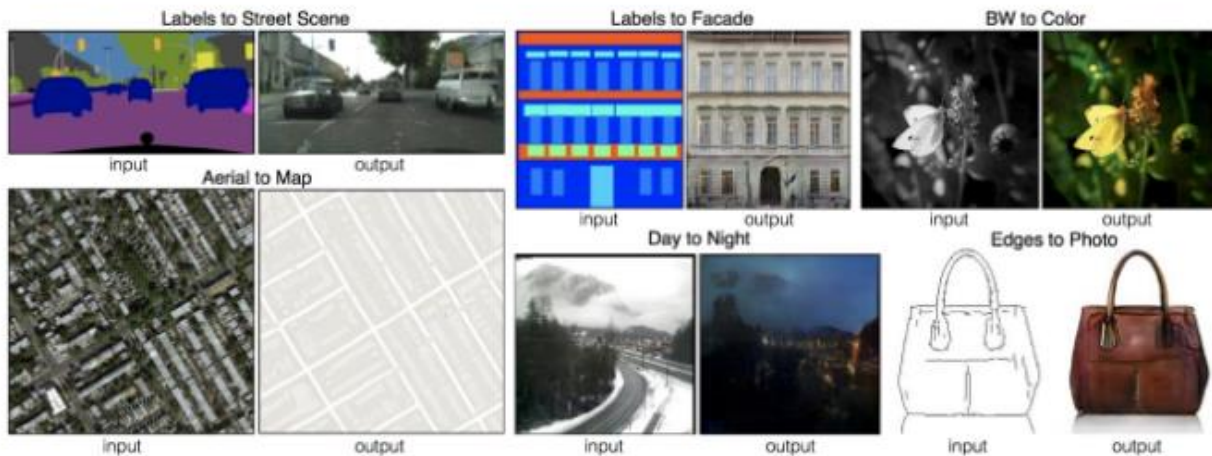 Labels to Street Scene
input
output
Aerial to Map
input
output
Labels to Facade
input
output
BW to Color
input
output
Day to Night
input
output
Edges to Photo
input
output